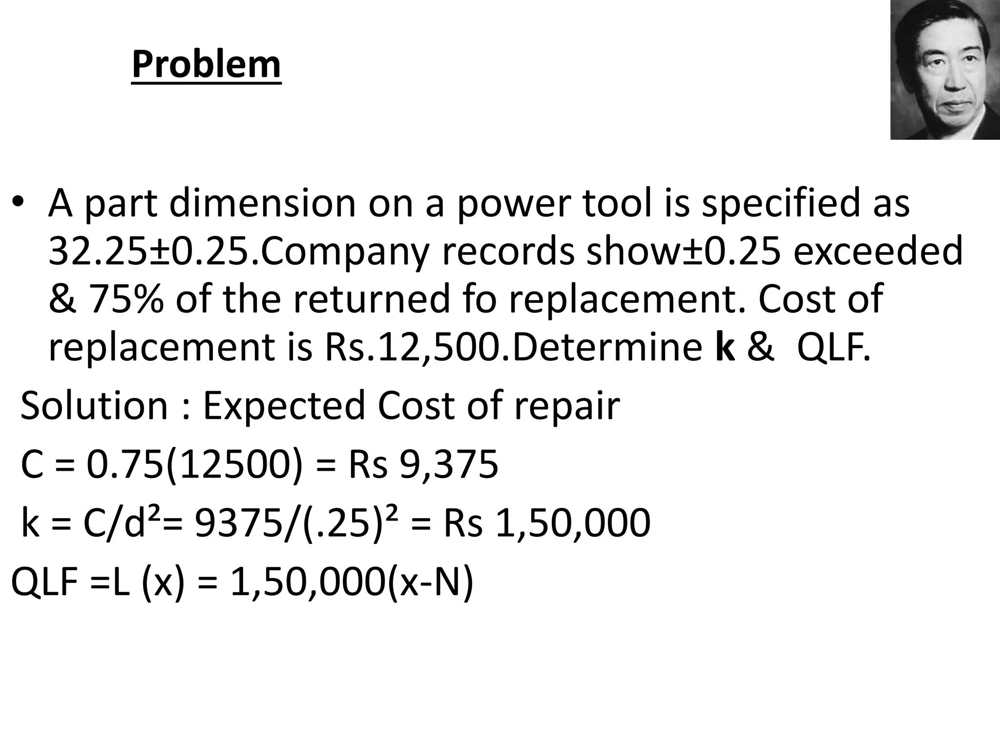 Problem
• A part dimension on a power tool is specified as
32.25±0.25.Company records show±0.25 exceeded
& 75% of the returned fo replacement. Cost of
replacement is Rs.12,500.Determine k & QLF.
Solution : Expected Cost of repair
C = 0.75(12500) = Rs 9,375
k = C/d²= 9375/(.25)² = Rs 1,50,000
QLF =L (x) = 1,50,000(x-N)